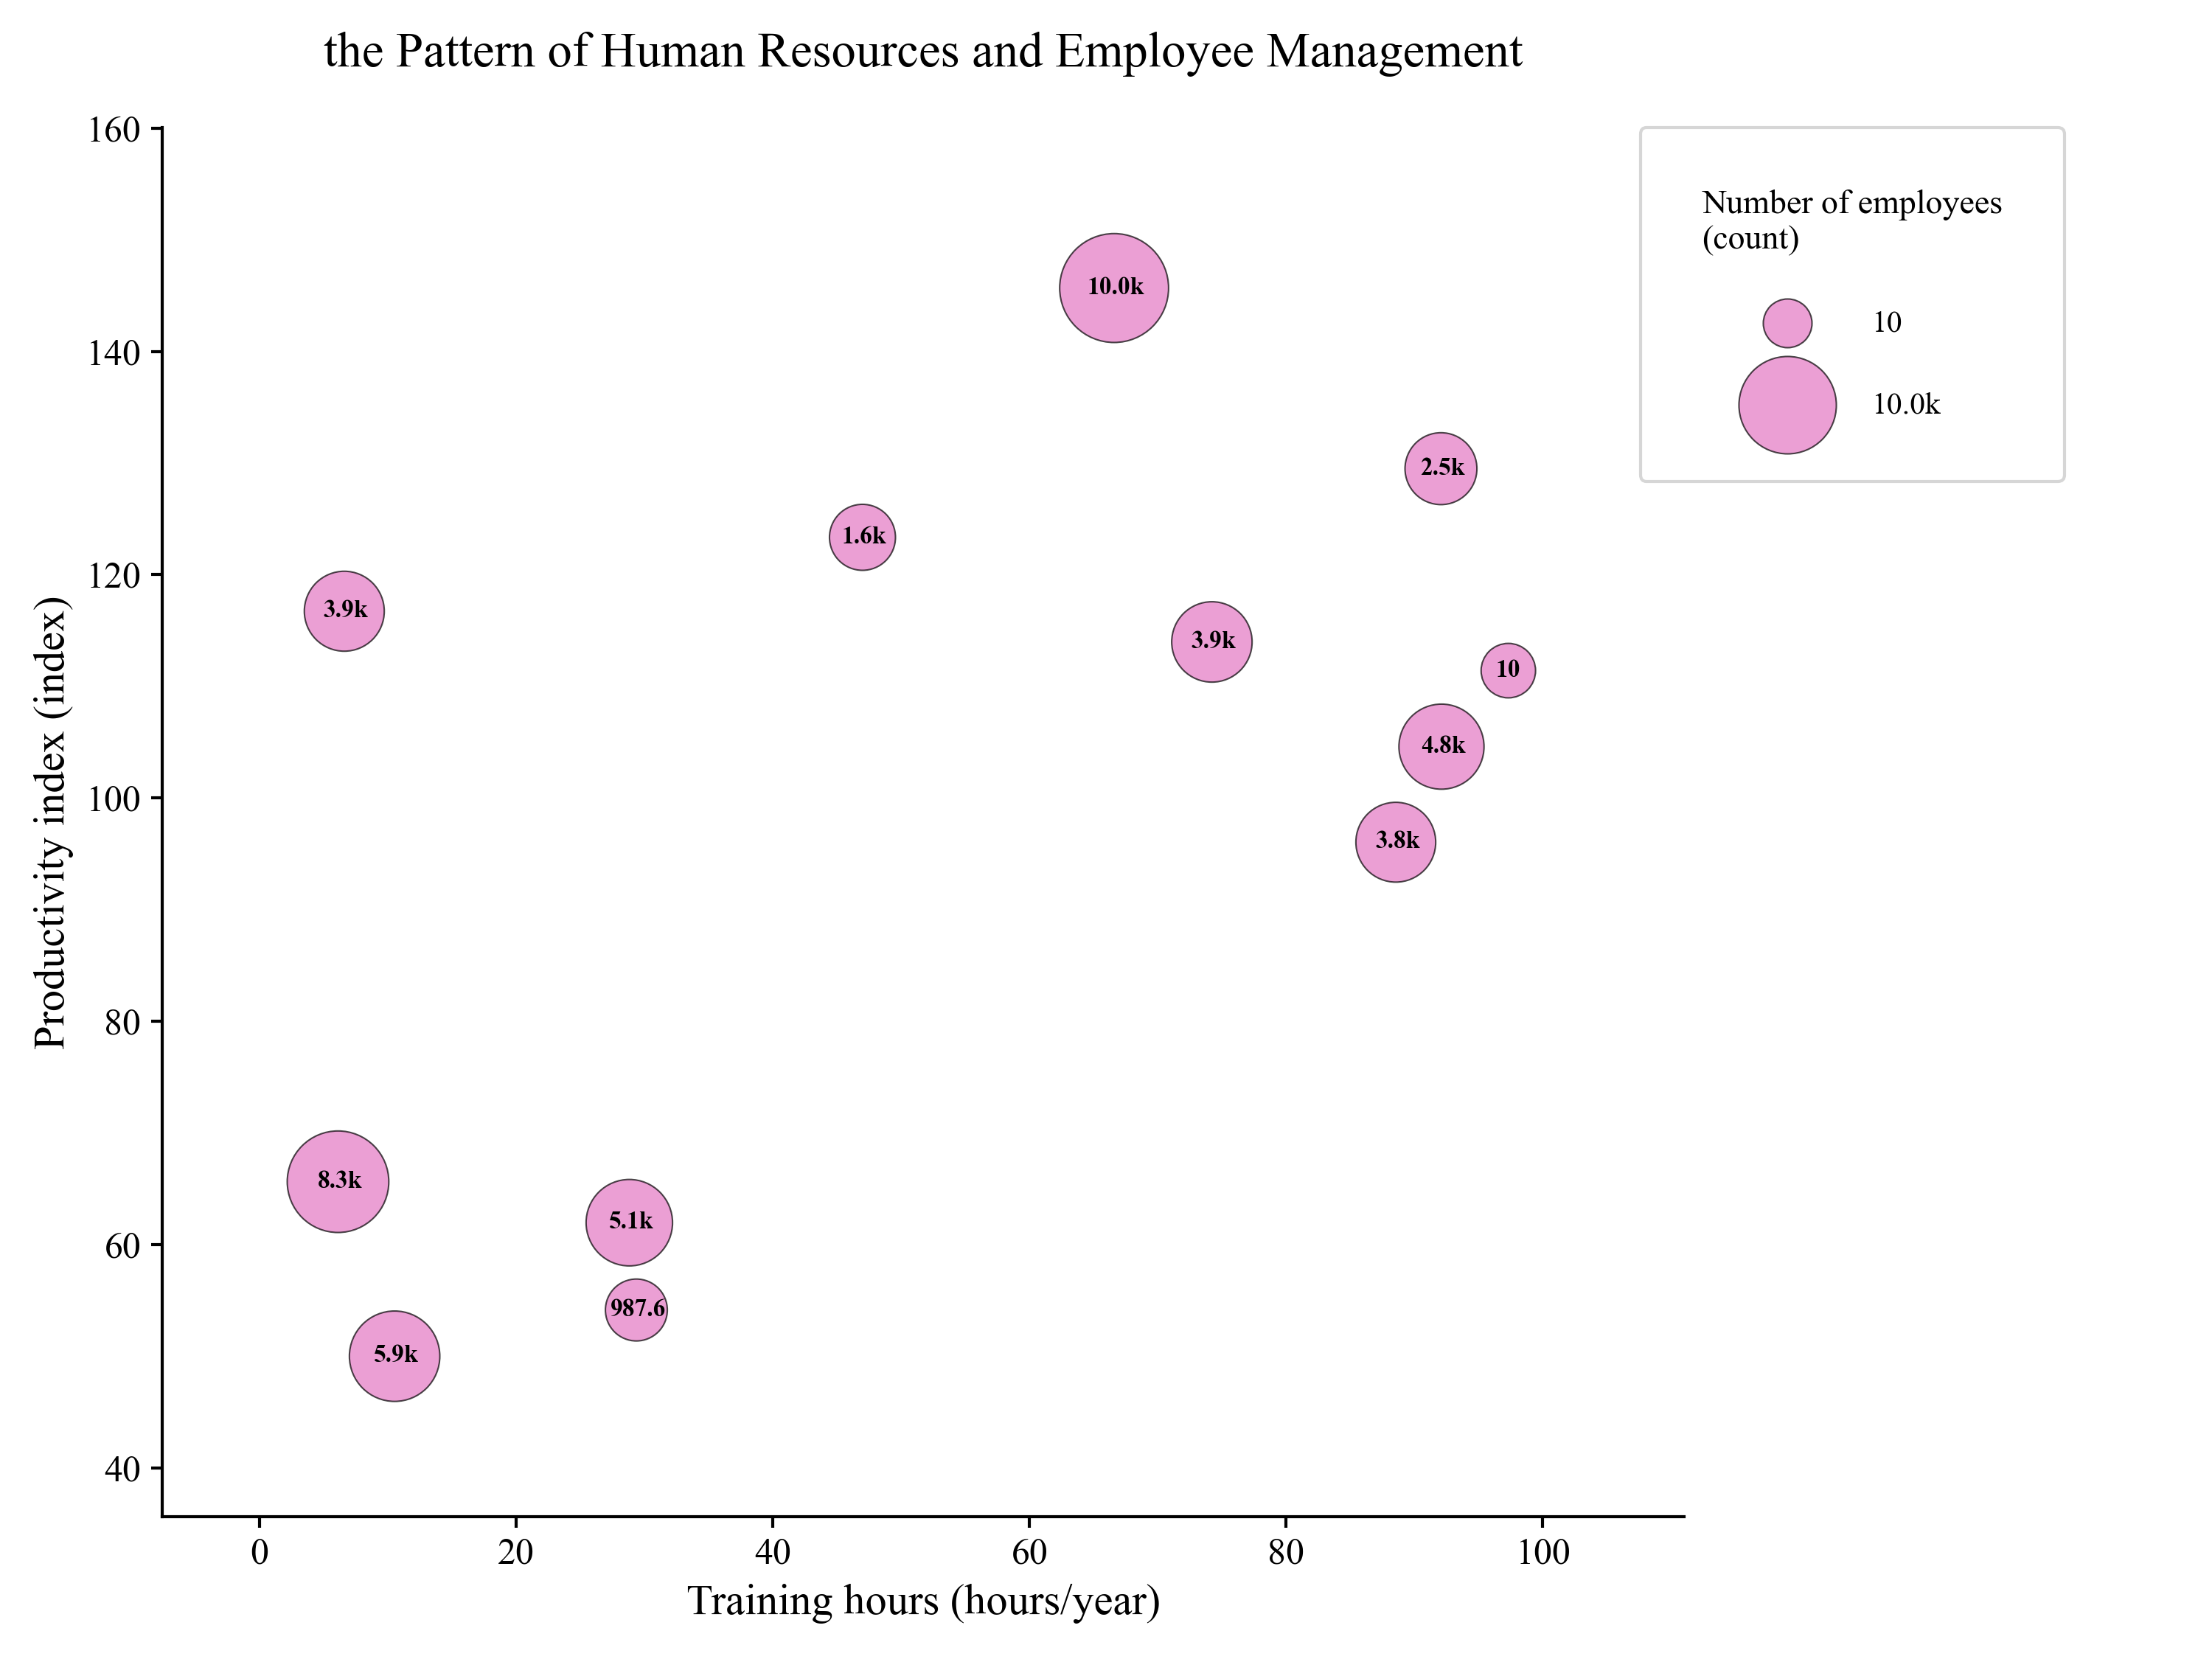 the Pattern of Human Resources and Employee Management
160
140
120
100
80
60
40
Productivity index (index)
0 20 40 60 80 100
Training hours (hours/year)
10.0k
2.5k
1.6k
3.9k
3.9k
10
4.8k
3.8k
8.3k
5.1k
987.6
5.9k
Number of employees
(count)
10
10.0k